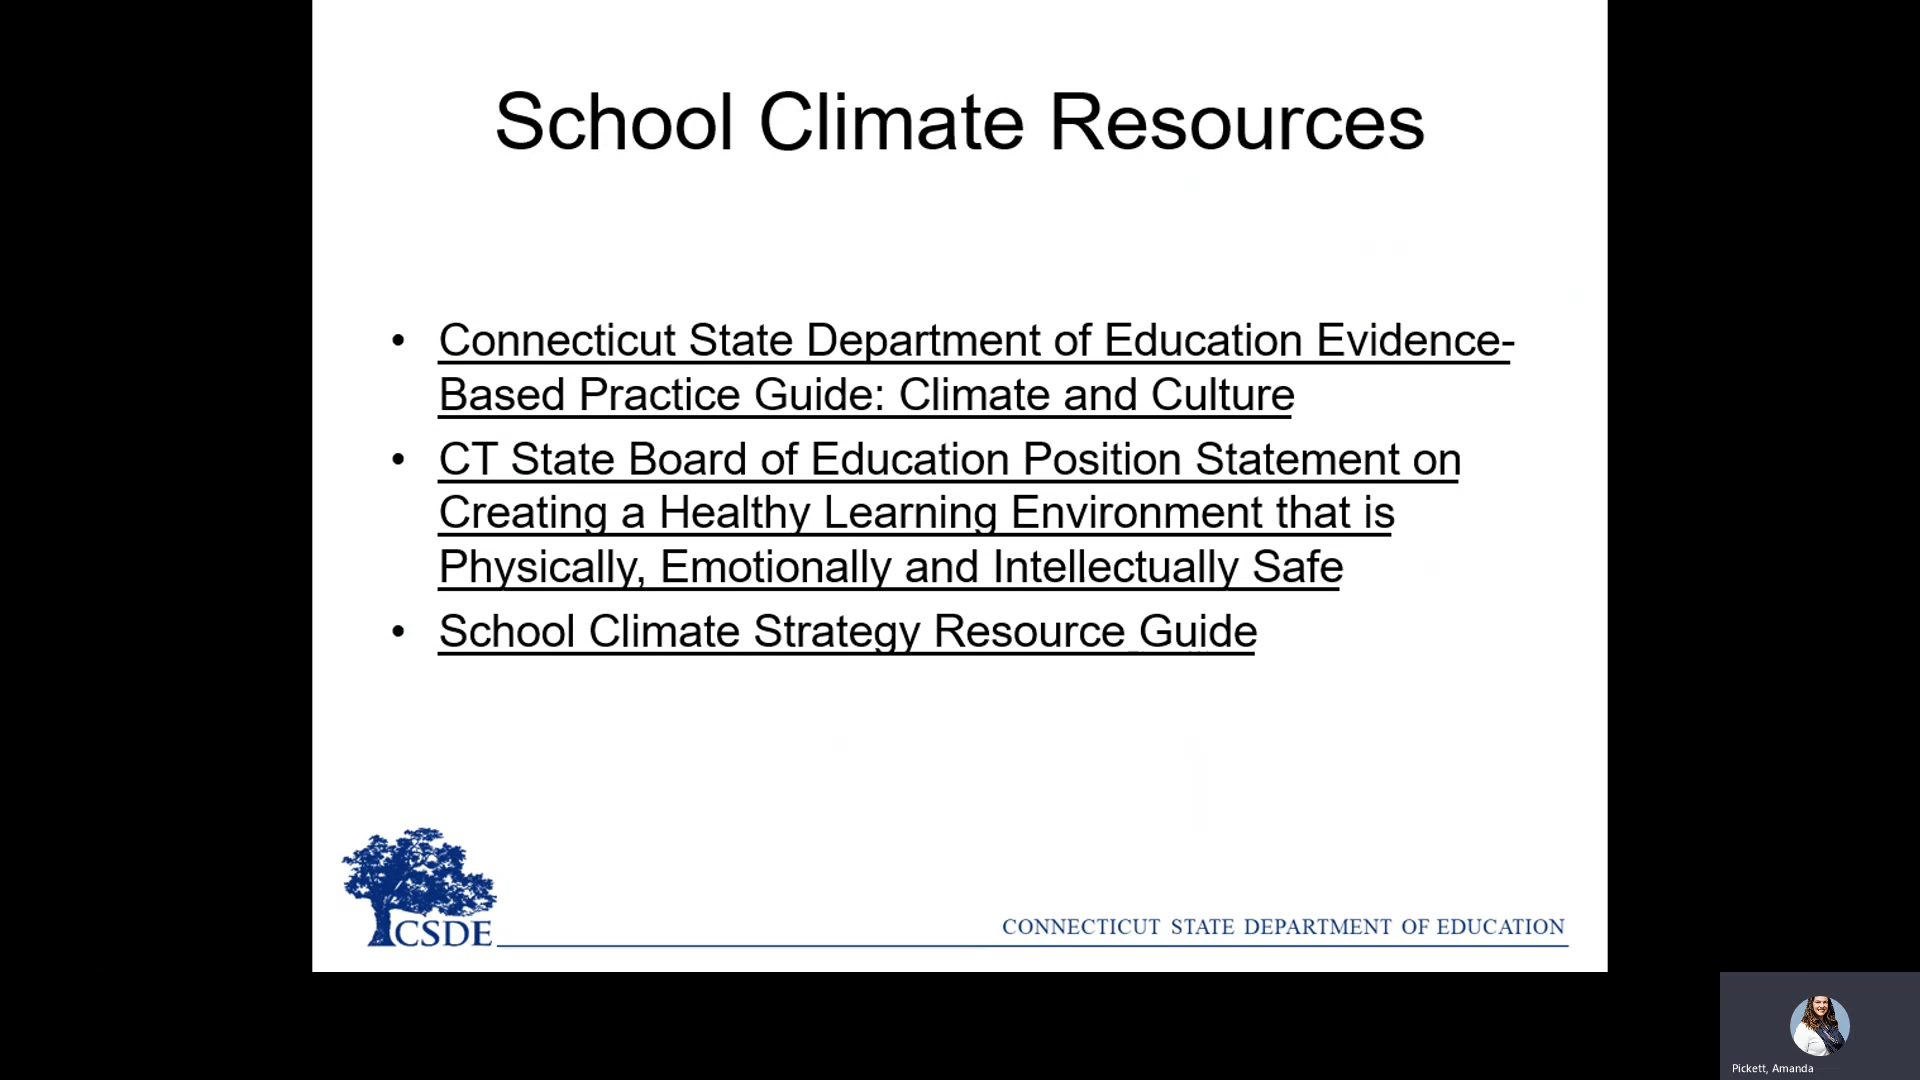 School Climate Resources
• Connecticut State Department of Education Evidence-
Based Practice Guide: Climate and Culture
• CT State Board of Education Position Statement on
Creating a Healthy Learning Environment that is
Physically, Emotionally and Intellectually Safe
• School Climate Strategy Resource Guide
CSDE
CONNECTICUT STATE DEPARTMENT OF EDUCATION
Pickett, Amanda